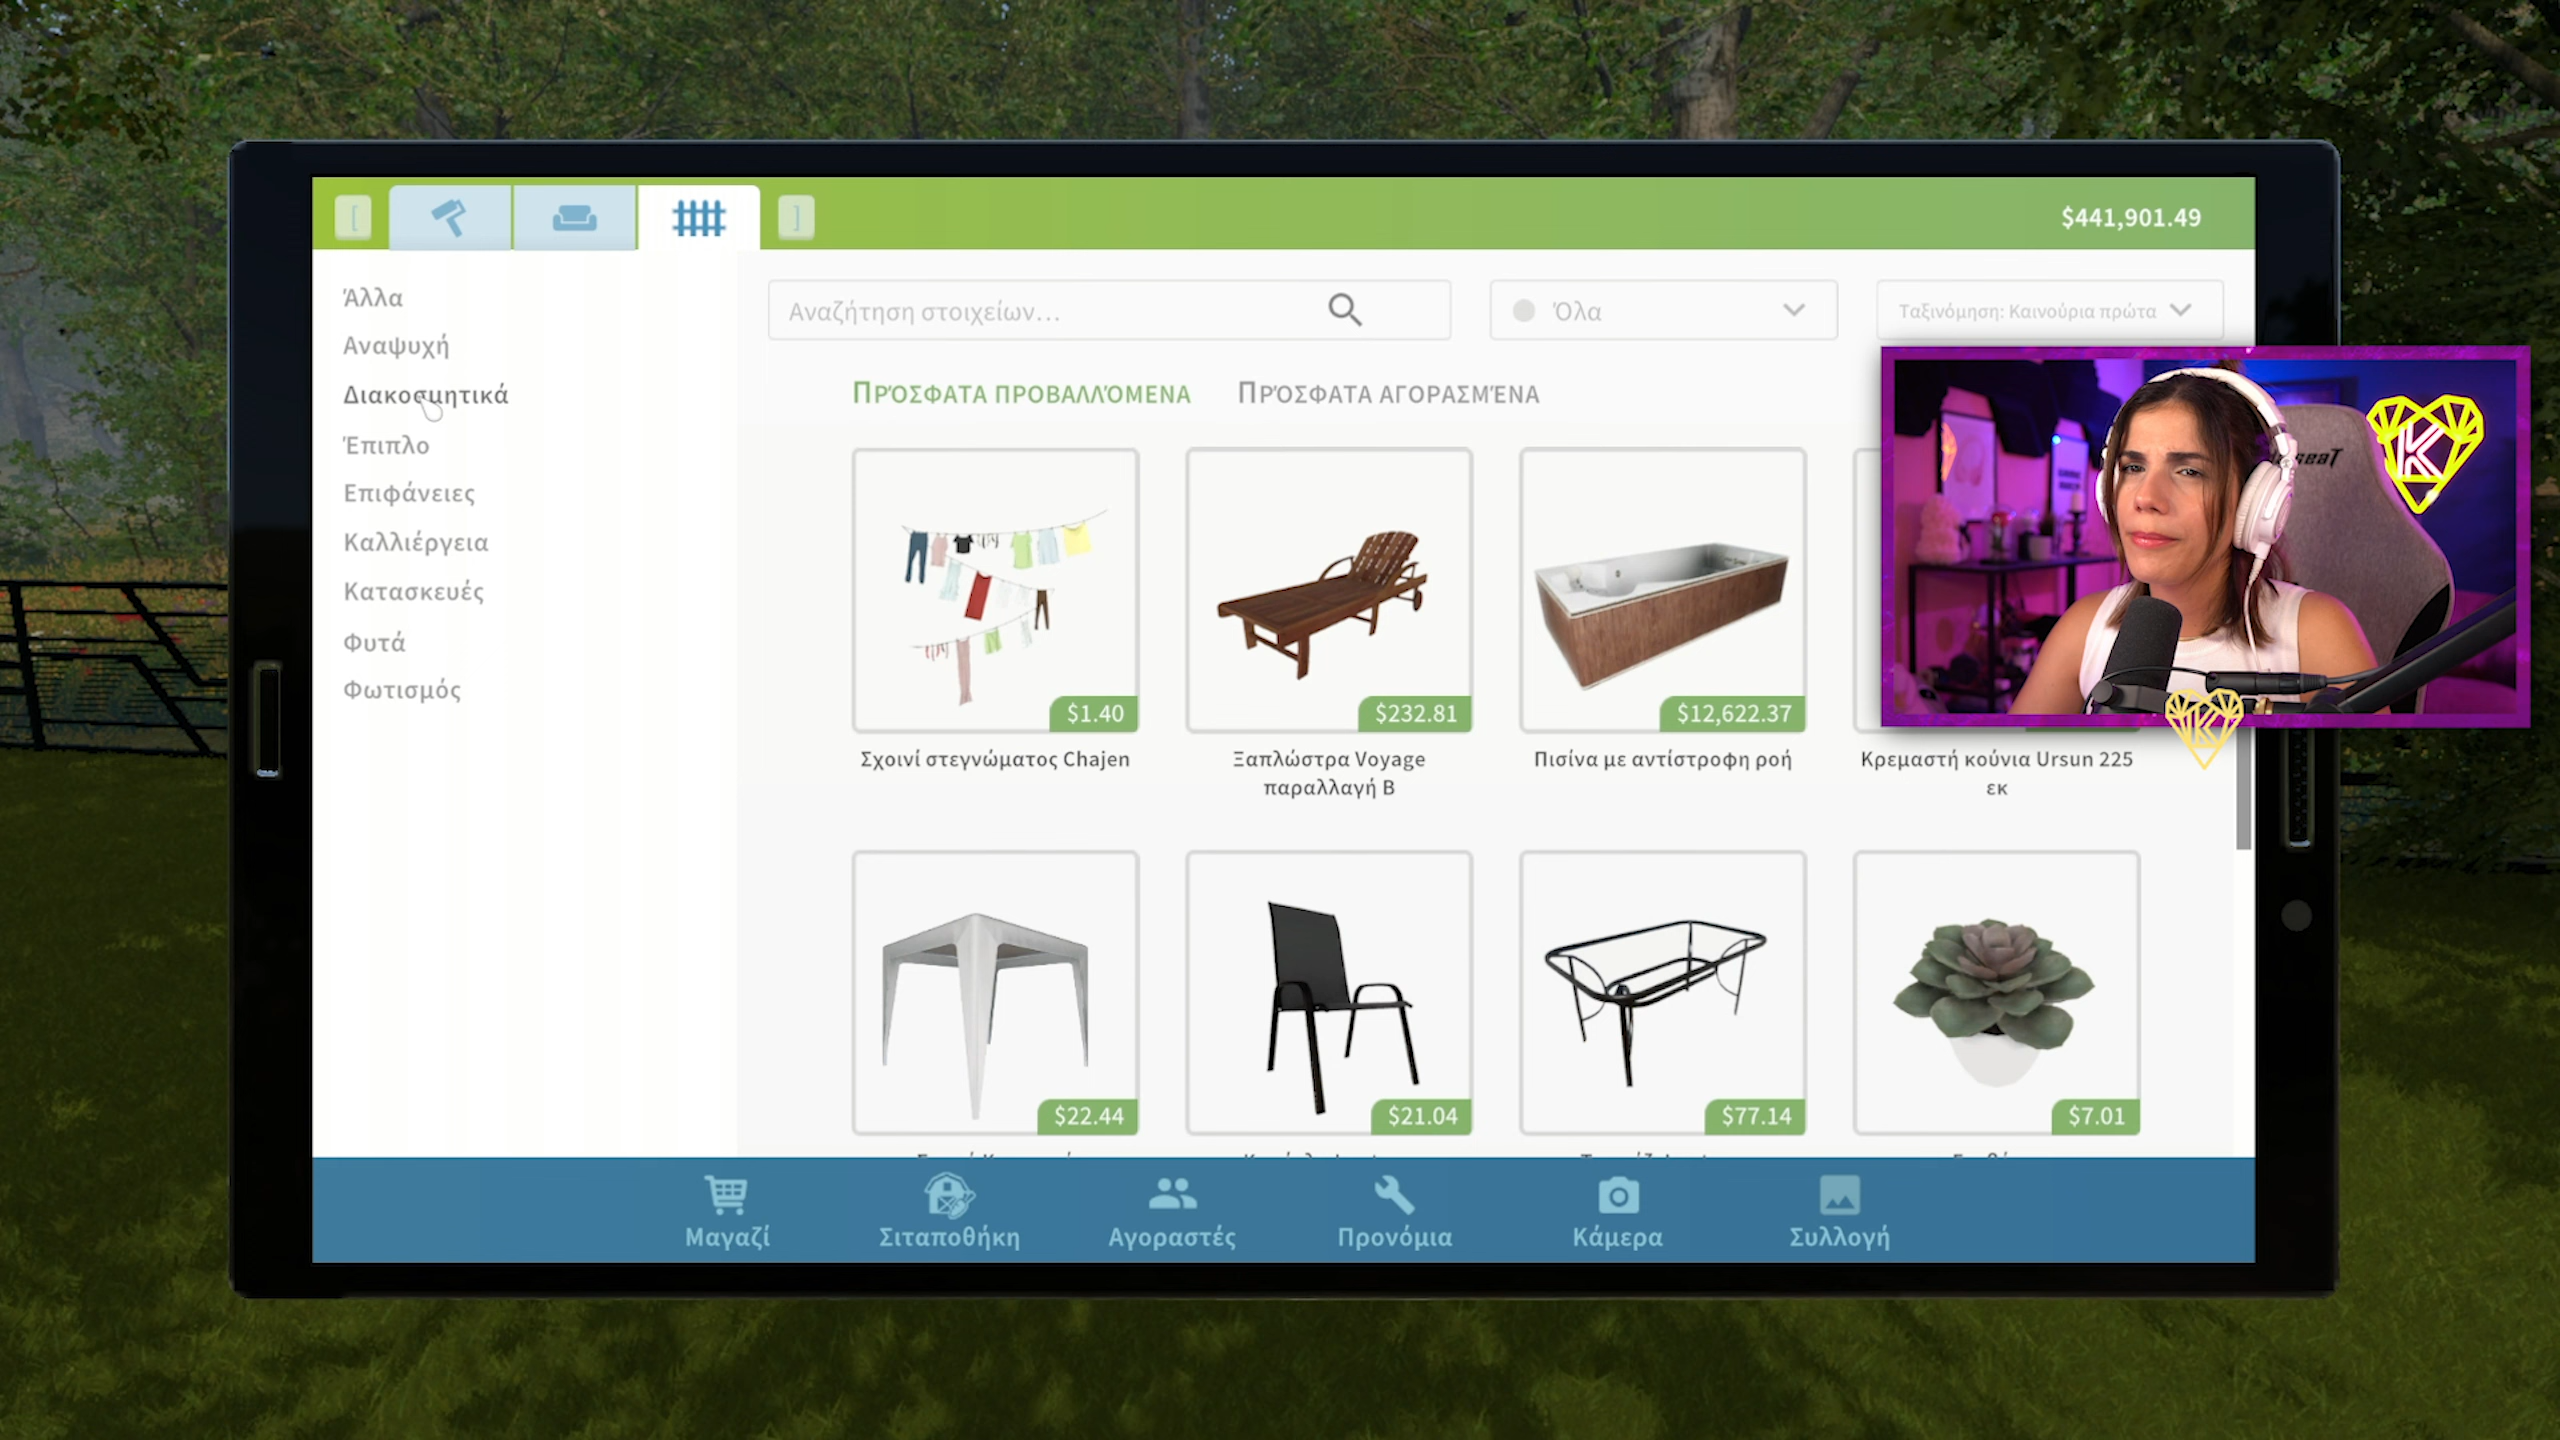 [
]
$441,901.49
Άλλα
Αναψυχή
Διακοσμητικά
Έπιπλο
Επιφάνειες
Καλλιέργεια
Κατασκευές
Φυτά
Φωτισμός
Αναζήτηση στοιχείων...
Όλα
Ταξινόμηση: Καινούρια πρώτα
ΠΡΌΣΦΑΤΑ ΠΡΟΒΑΛΛΌΜΕΝΑ
ΠΡΌΣΦΑΤΑ ΑΓΟΡΑΣΜΈΝΑ
$1.40
$232.81
$12,622.37
Σχοινί στεγνώματος Chajen
Ξαπλώστρα Voyage
παραλλαγή B
Πισίνα με αντίστροφη ροή
Κρεμαστή κούνια Ursun 225
εκ
$22.44
$21.04
$77.14
$7.01
Μαγαζί
Σιταποθήκη
Αγοραστές
Προνόμια
Κάμερα
Συλλογή
K
K